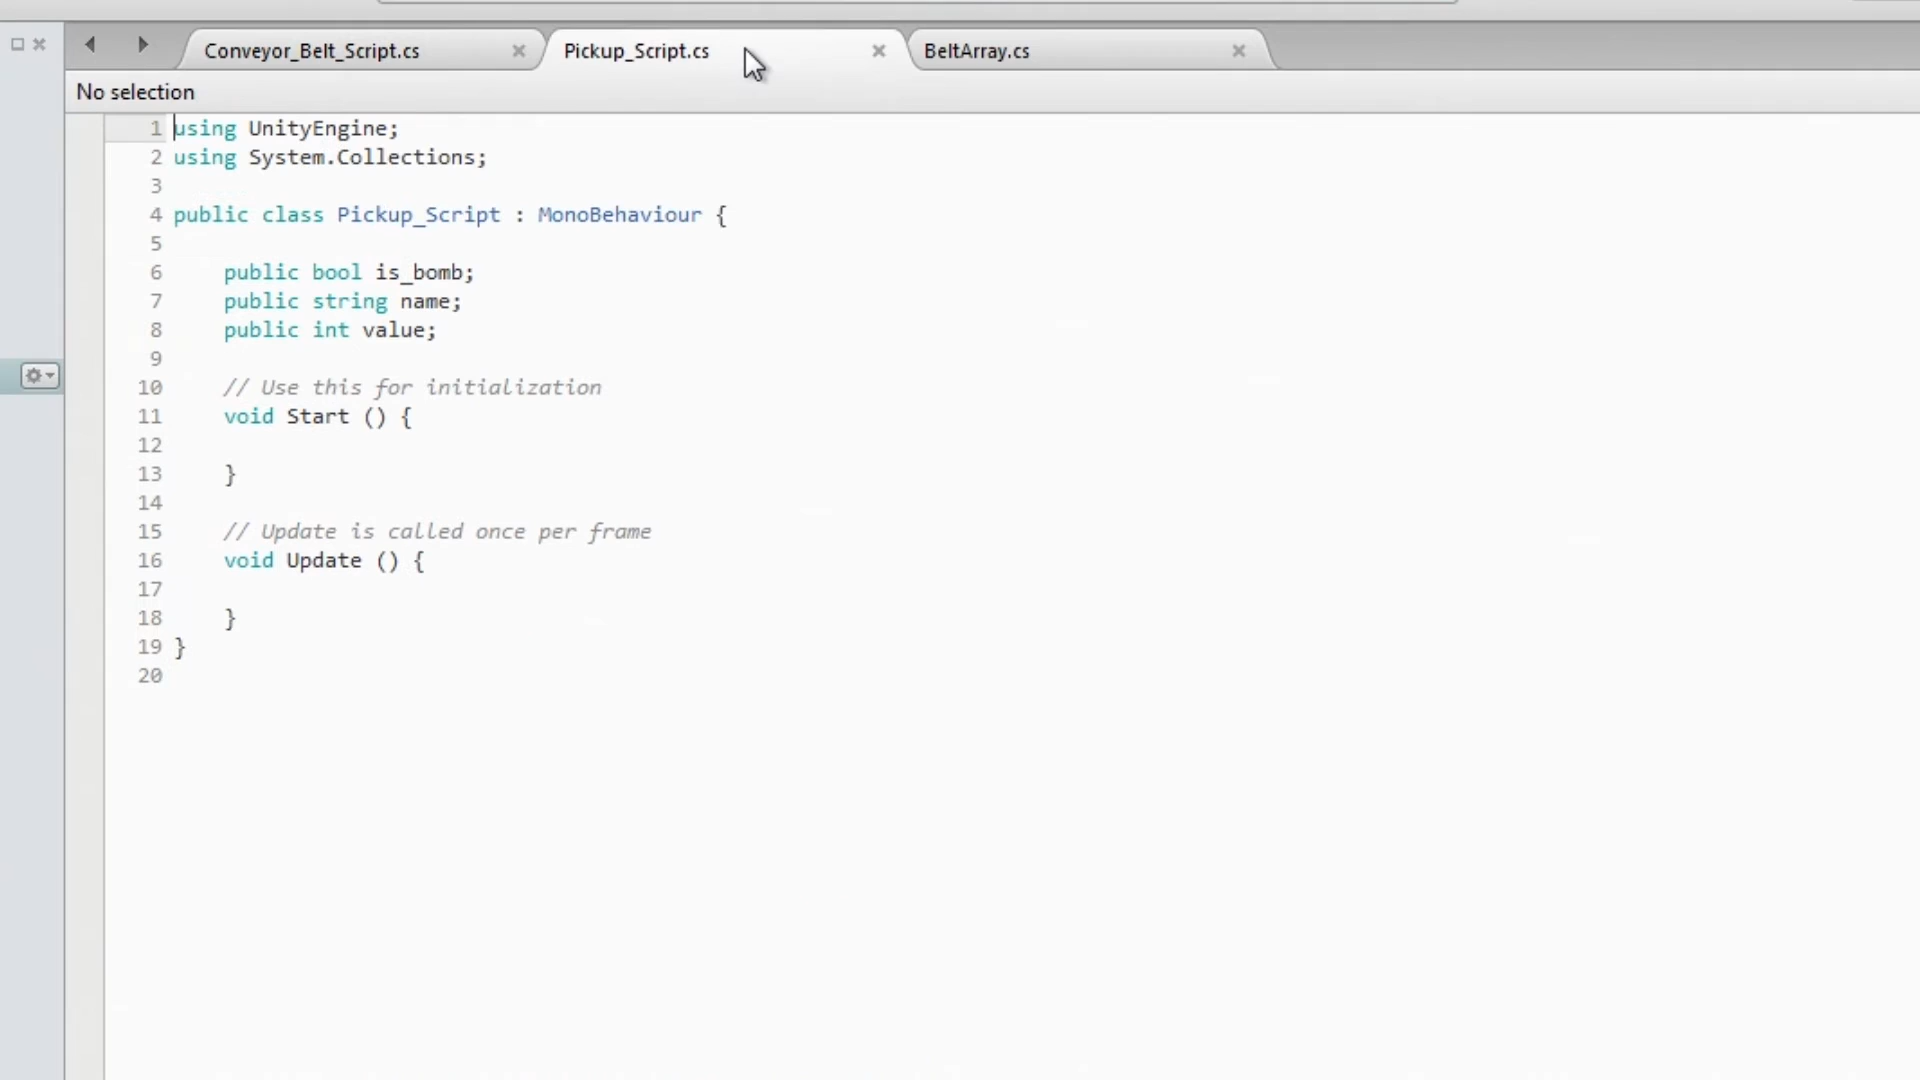 Conveyor_Belt_Script.cs Pickup_Script.cs BeltArray.cs
No selection
1 using UnityEngine;
2 using System.Collections;
3
4 public class Pickup_Script : MonoBehaviour {
5
6 public bool is_bomb;
7 public string name;
8 public int value;
9
10 // Use this for initialization
11 void Start () {
12
13 }
14
15 // Update is called once per frame
16 void Update () {
17
18 }
19 }
20